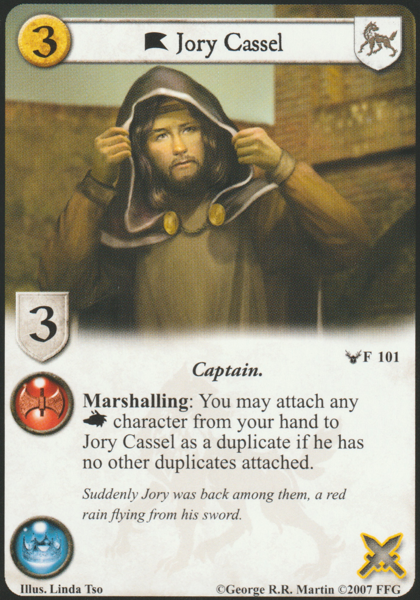 3
Jory Cassel
3
F 101
Captain.
Marshalling: You may attach any
character from your hand to
Jory Cassel as a duplicate if he has
no other duplicates attached.
Suddenly Jory was back among them, a red
rain flying from his sword.
Illus. Linda Tso
©George R.R. Martin ©2007 FFG